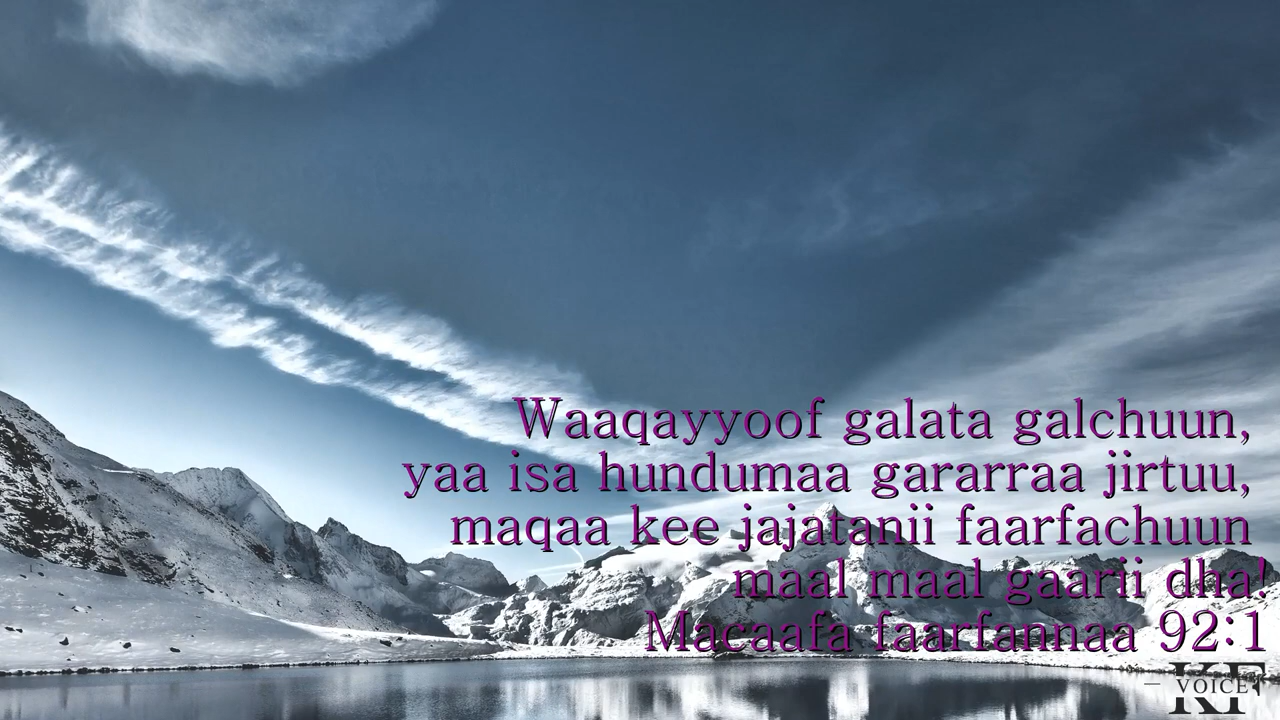 Waaqayyoof galata galchuun,
yaa isa hundumaa gararraa jirtuu,
maqaa kee jajatanii faarfachuun
maal maal gaarii dha!
Macaafa faarfannaa 92:1
KF
VOICE